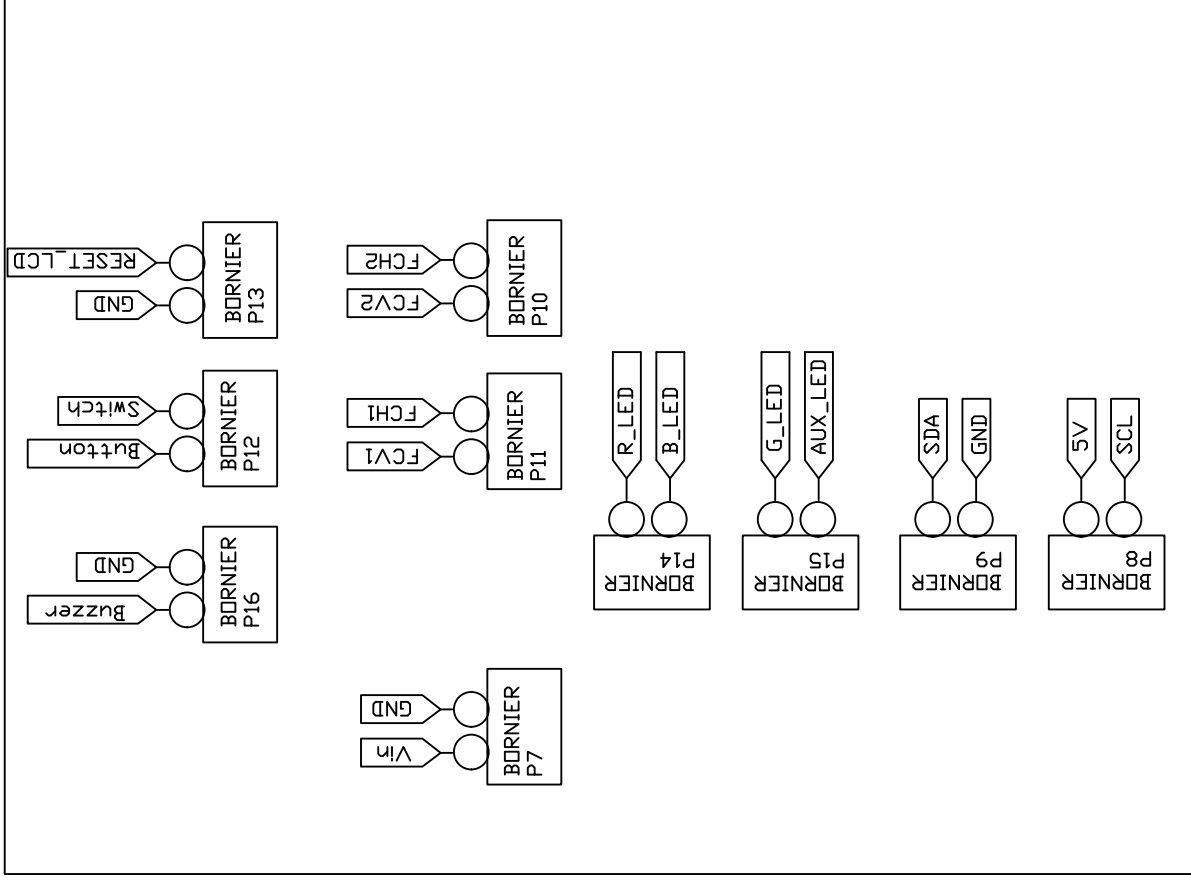 RESET_LCD
GND
BORNIER
P13
FCH2
FCV2
BORNIER
P10
Switch
Button
BORNIER
P12
FCH1
FCV1
BORNIER
P11
GND
Buzzer
BORNIER
P16
GND
Vin
BORNIER
P7
R_LED
B_LED
P14
BORNIER
G_LED
AUX_LED
P15
BORNIER
SDA
GND
P9
BORNIER
5V
SCL
P8
BORNIER